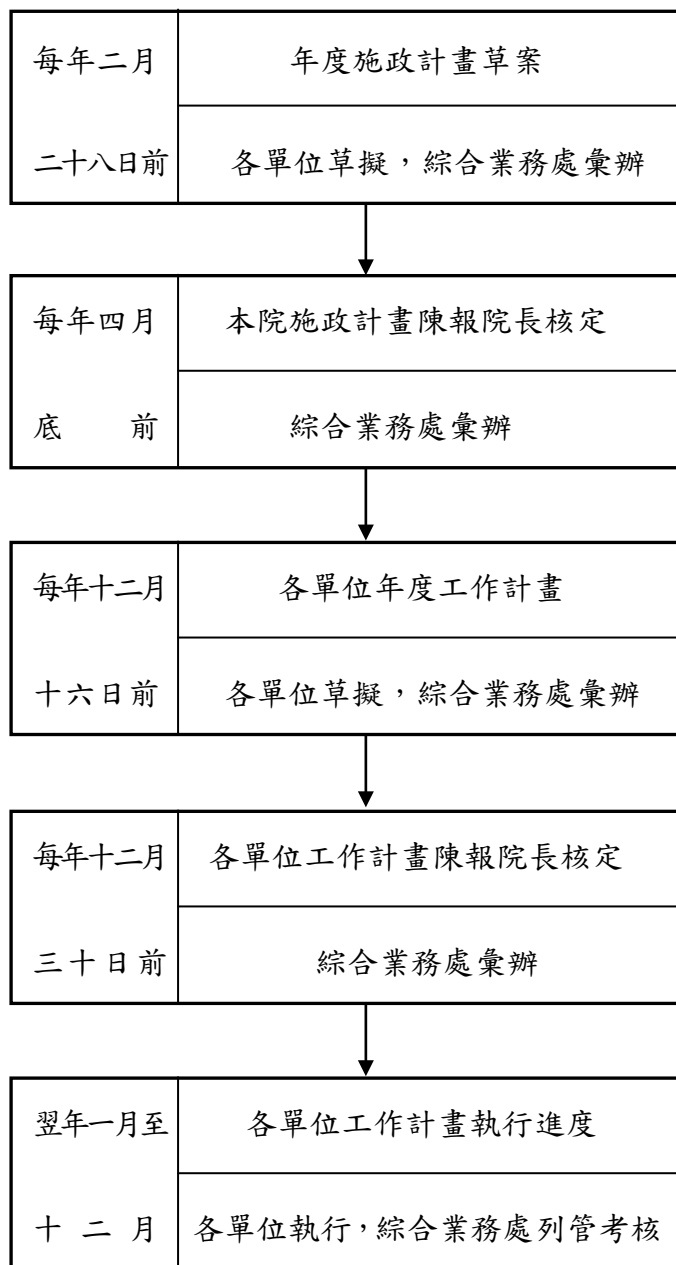 每年二月
年度施政計畫草案
二十八日前
各單位草擬，綜合業務處彙辦
每年四月
本院施政計畫陳報院長核定
底 前
綜合業務處彙辦
每年十二月
各單位年度工作計畫
十六日前
各單位草擬，綜合業務處彙辦
每年十二月
各單位工作計畫陳報院長核定
三十日前
綜合業務處彙辦
翌年一月至
各單位工作計畫執行進度
十二月
各單位執行，綜合業務處列管考核